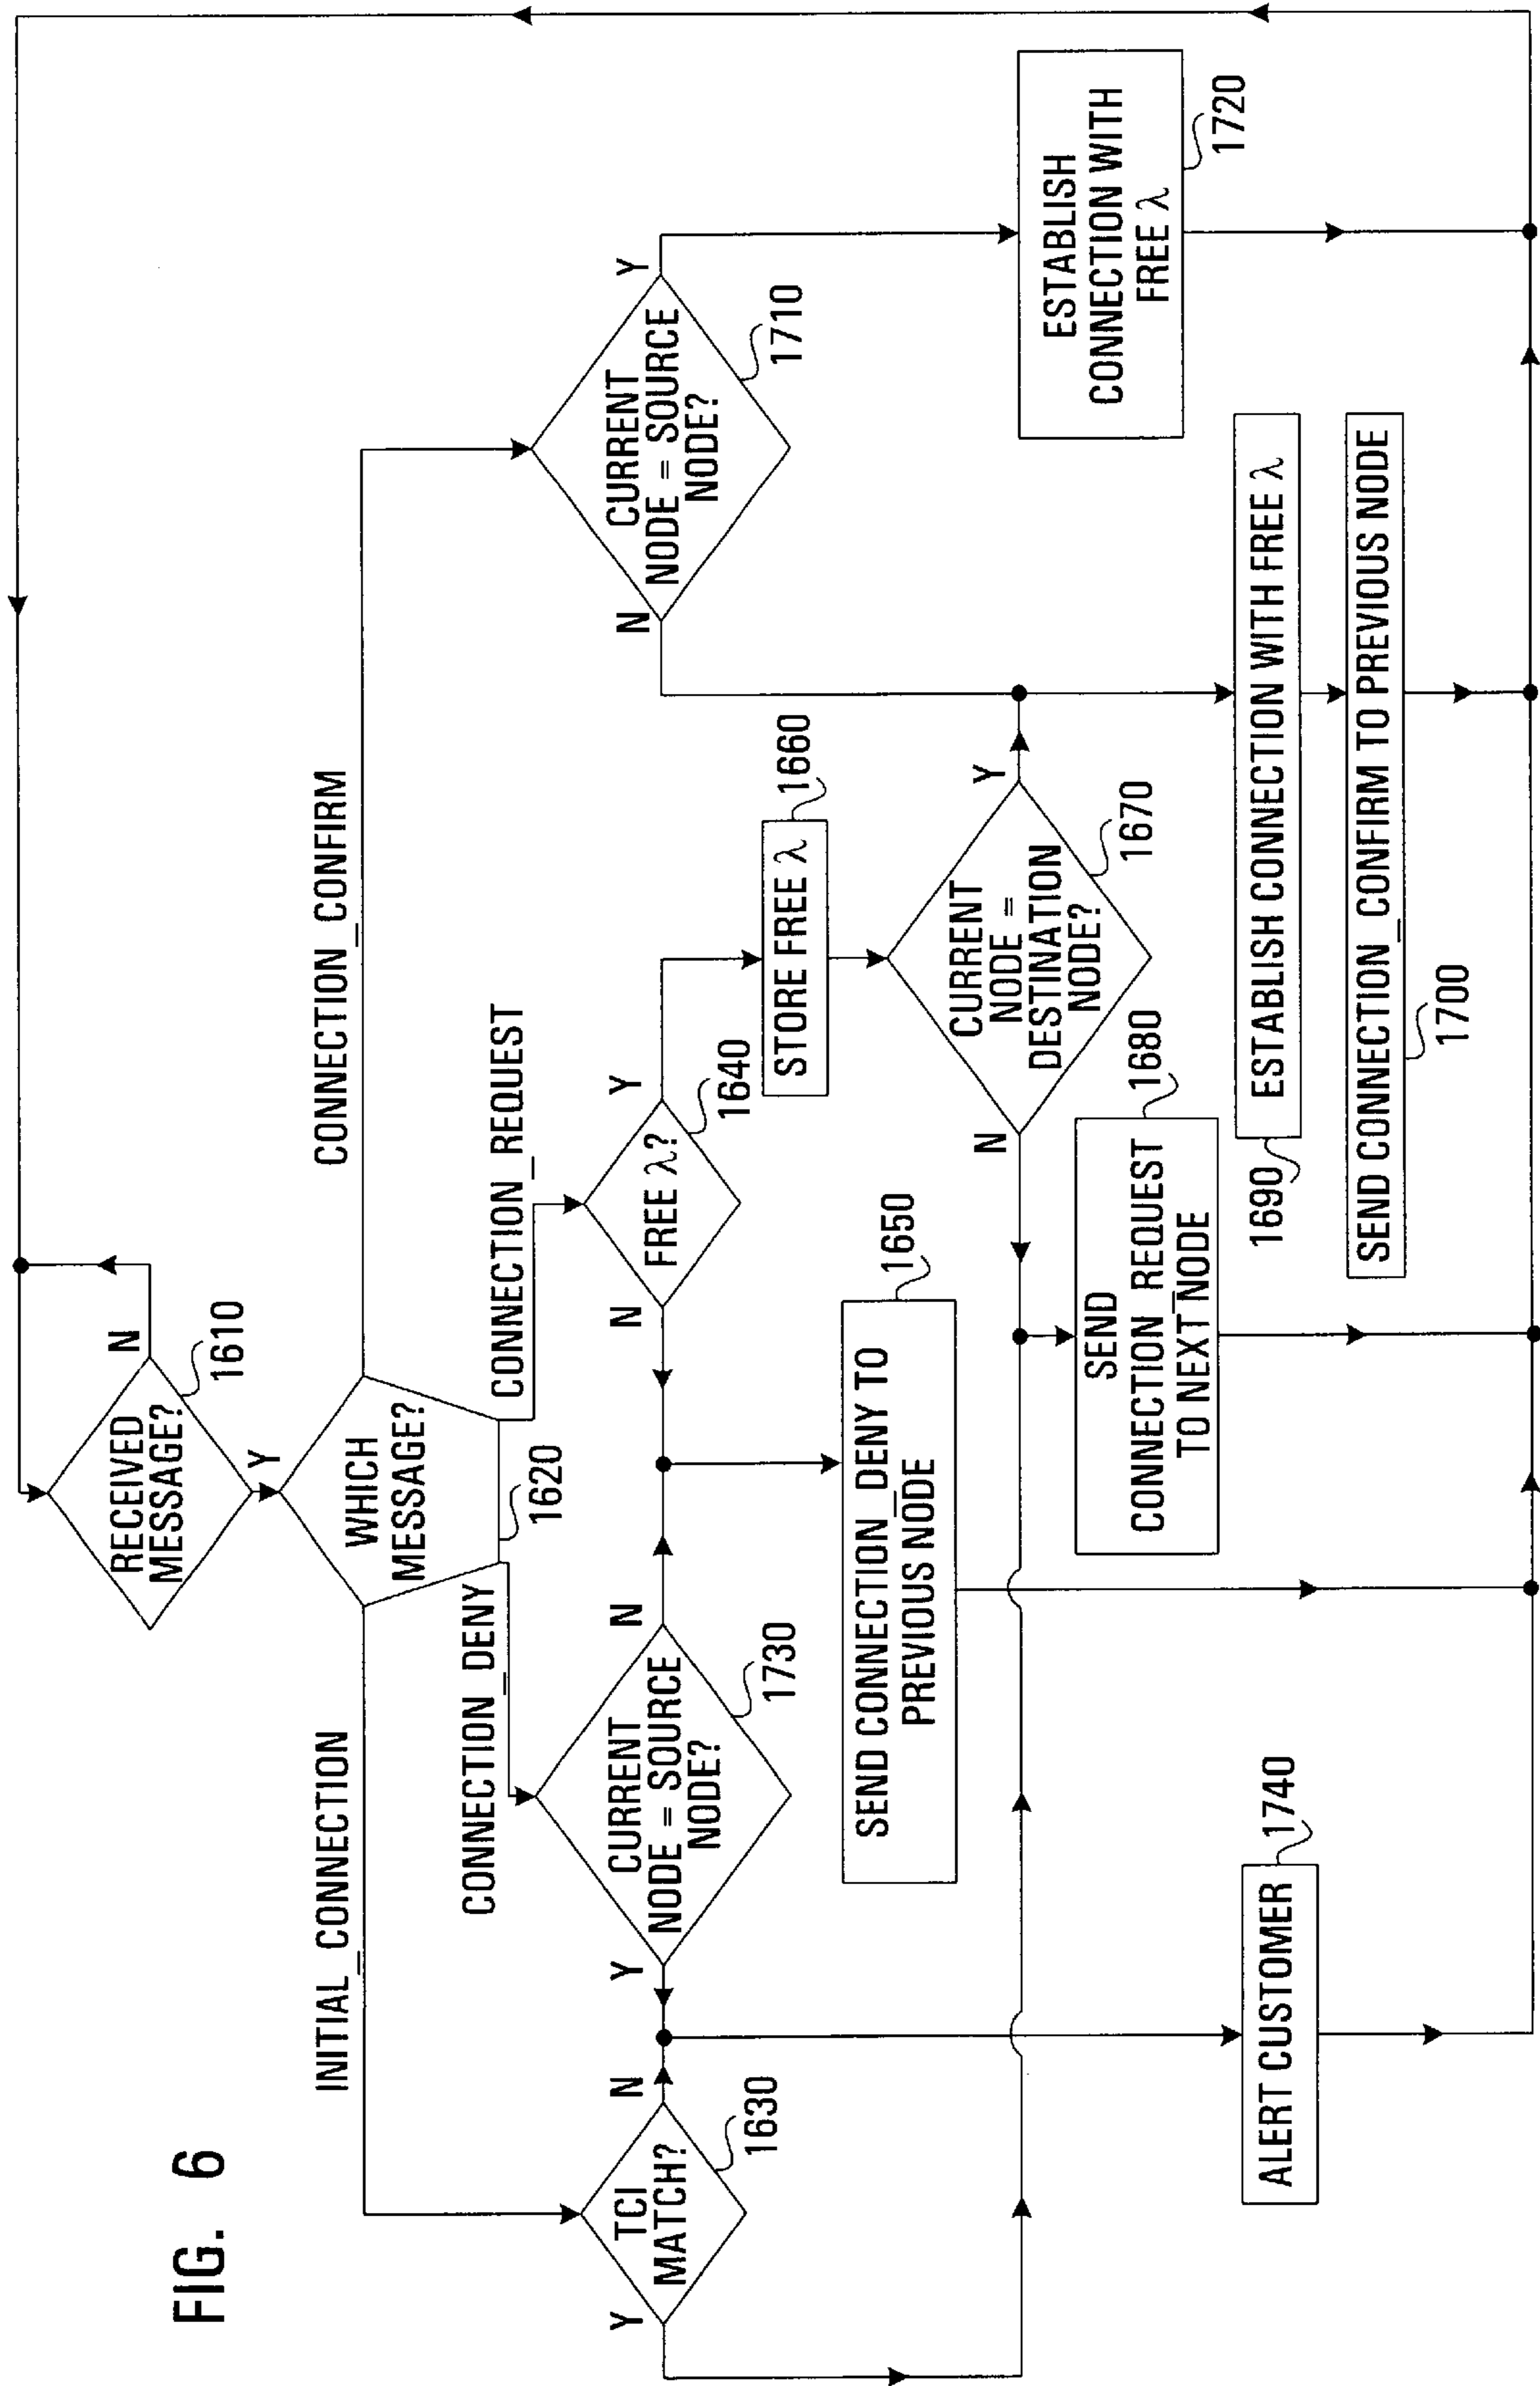 FIG. 6
RECEIVED
MESSAGE?
N
1610
Y
WHICH
MESSAGE?
1620
INITIAL_CONNECTION
CONNECTION_CONFIRM
CONNECTION_DENY
CONNECTION_REQUEST
Y
TCI
MATCH?
N
1630
Y
CURRENT
NODE = SOURCE
NODE?
N
1730
N
FREE λ?
Y
1640
N
CURRENT
NODE = SOURCE
NODE?
Y
1710
STORE FREE λ
1660
SEND CONNECTION_DENY TO
PREVIOUS NODE
1650
N
CURRENT
NODE =
DESTINATION
NODE?
Y
1670
ESTABLISH
CONNECTION WITH
FREE λ
1720
SEND
CONNECTION_REQUEST
TO NEXT NODE
1680
ALERT CUSTOMER
1740
1690
ESTABLISH CONNECTION WITH FREE λ
SEND CONNECTION_CONFIRM TO PREVIOUS NODE
1700